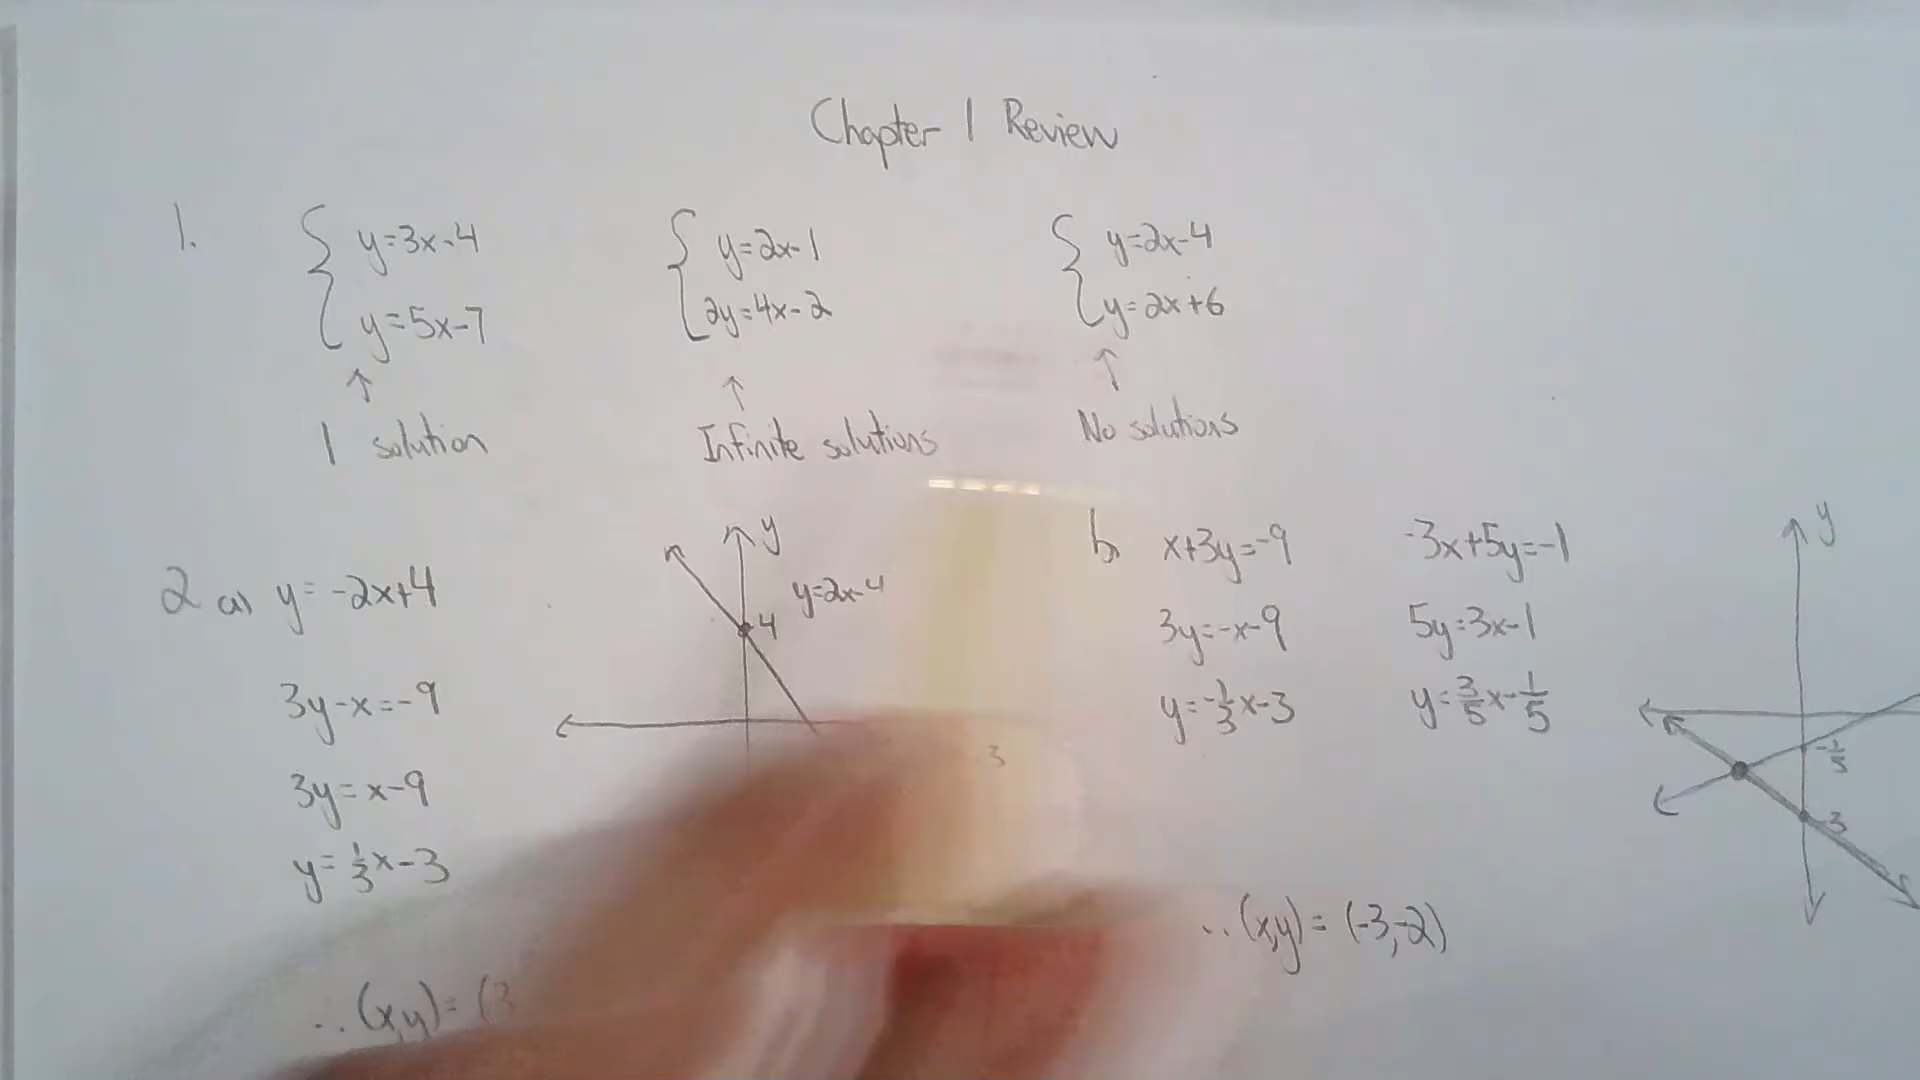 Chapter 1 Review
1.
y=3x-4
y=5x-7
↑
1 solution
y=2x-1
2y=4x-2
↑
Infinite solutions
y=2x-4
y=2x+6
↑
No solutions
2 a) y=-2x+4
3y-x=-9
3y=x-9
y=1/3x-3
∴ (x,y)=(3
y
y=2x-4
4
3
b)
x+3y=-9
3y=-x-9
y=-1/3x-3
-3x+5y=-1
5y=3x-1
y=3/5x-1/5
∴ (x,y)=(-3,-2)
y
-1/5
-3